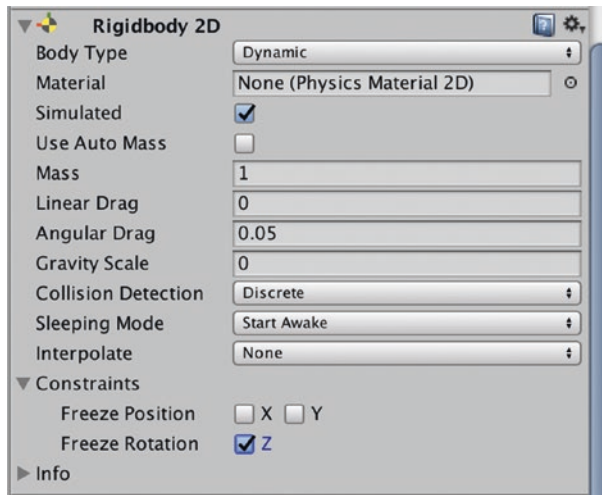 Rigidbody 2D
Body Type Dynamic
Material None (Physics Material 2D)
Simulated
Use Auto Mass
Mass 1
Linear Drag 0
Angular Drag 0.05
Gravity Scale 0
Collision Detection Discrete
Sleeping Mode Start Awake
Interpolate None
Constraints
Freeze Position X Y
Freeze Rotation Z
Info